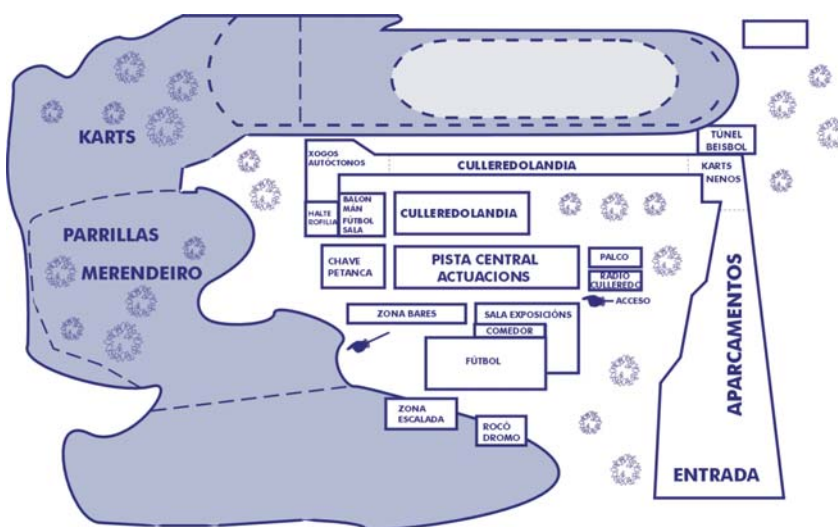 TÚNEL
BEISBOL
KARTS
XOGOS
AUTÓCTONOS
CULLEREDOLANDIA
KARTS
NENOS
HALTE
ROFILIA
BALON
MÁN
FÚTBOL
SALA
CULLEREDOLANDIA
PARRILLAS
MERENDEIRO
CHAVE
PETANCA
PISTA CENTRAL
ACTUACIONS
PALCO
RADIO
CULLEREDO
ACCESO
ZONA BARES
SALA EXPOSICIÓNS
COMEDOR
FÚTBOL
APARCAMENTOS
ZONA
ESCALADA
ROCÒ
DROMO
ENTRADA